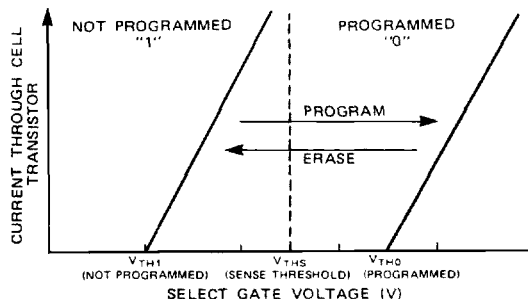 NOT PROGRAMMED
"1"
PROGRAMMED
"0"
CURRENT THROUGH CELL
TRANSISTOR
PROGRAM
ERASE
VTH1
(NOT PROGRAMMED)
VTHS
(SENSE THRESHOLD)
VTH0
(PROGRAMMED)
SELECT GATE VOLTAGE (V)